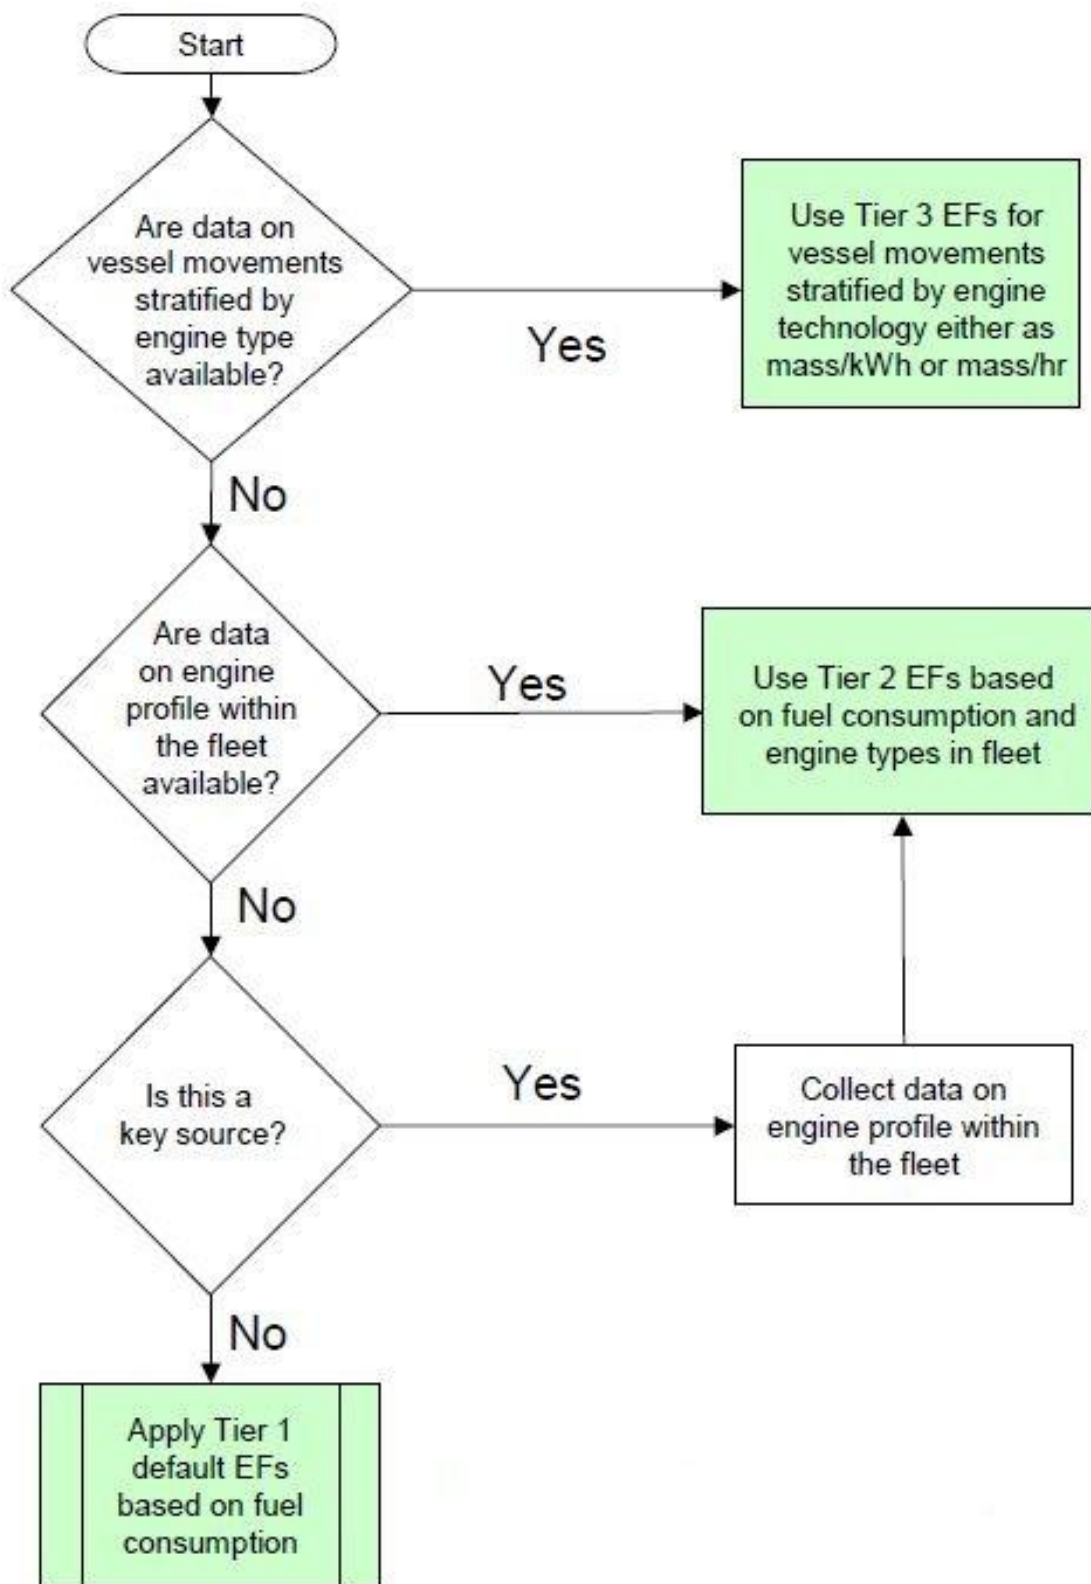 Start
Are data on
vessel movements
stratified by
engine type
available?
Yes
Use Tier 3 EFs for
vessel movements
stratified by engine
technology either as
mass/kWh or mass/hr
No
Are data
on engine
profile within
the fleet
available?
Yes
Use Tier 2 EFs based
on fuel consumption and
engine types in fleet
No
Is this a
key source?
Yes
Collect data on
engine profile within
the fleet
No
Apply Tier 1
default EFs
based on fuel
consumption